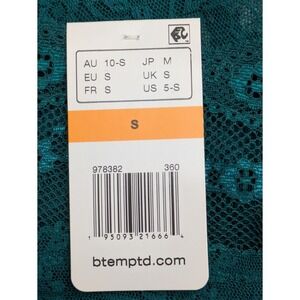 AU 10-S JP M
EU S UK S
FR S US 5-S
S
978382 360
1 95093 21666 4
btemptd.com